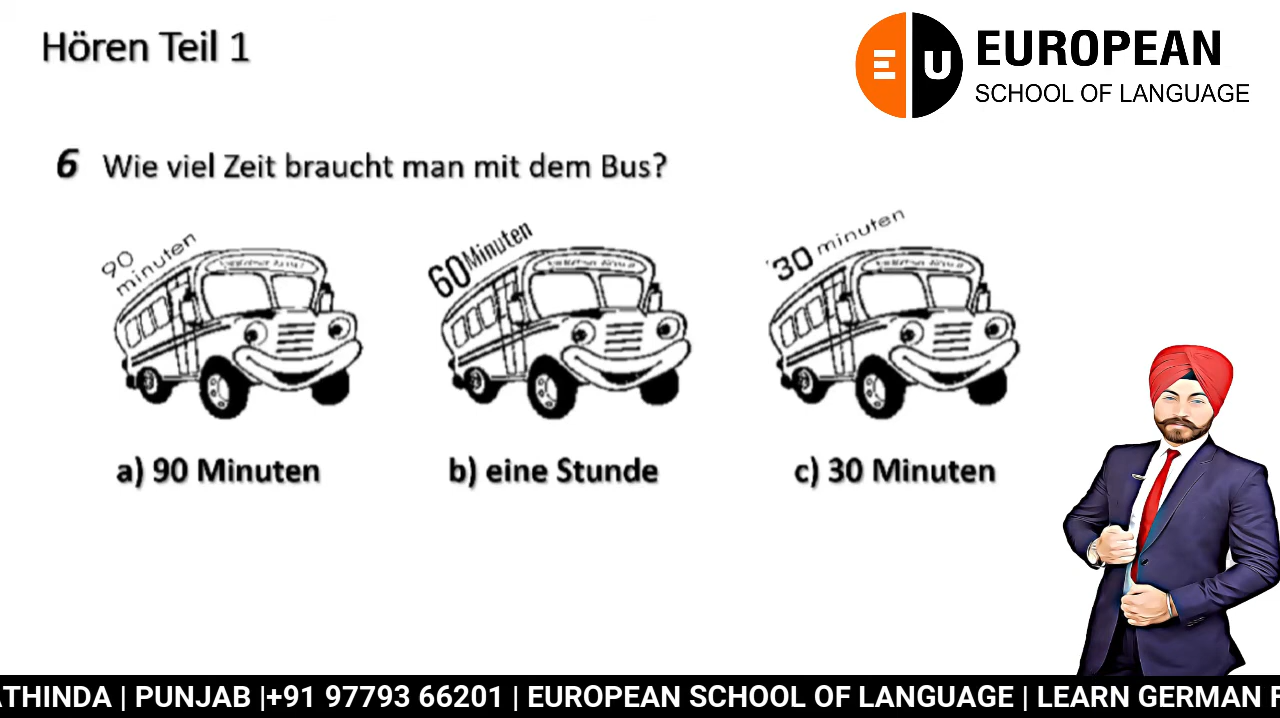 Hören Teil 1
EU EUROPEAN
SCHOOL OF LANGUAGE
6 Wie viel Zeit braucht man mit dem Bus?
90
minuten
60 Minuten
30 minuten
a) 90 Minuten
b) eine Stunde
c) 30 Minuten
THINDA | PUNJAB |+91 97793 66201 | EUROPEAN SCHOOL OF LANGUAGE | LEARN GERMAN